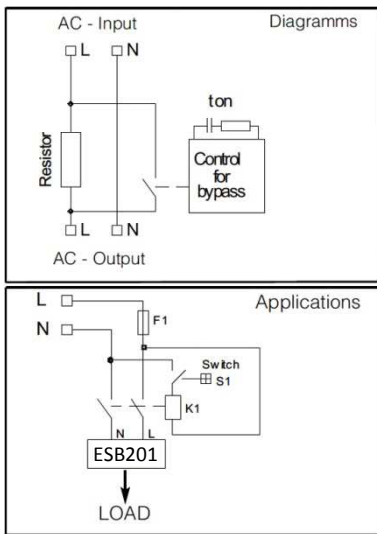 Diagramms
AC - Input
L N
ton
Resistor
Control
for
bypass
L N
AC - Output
Applications
L
F1
N
Switch
S1
K1
N L
ESB201
LOAD